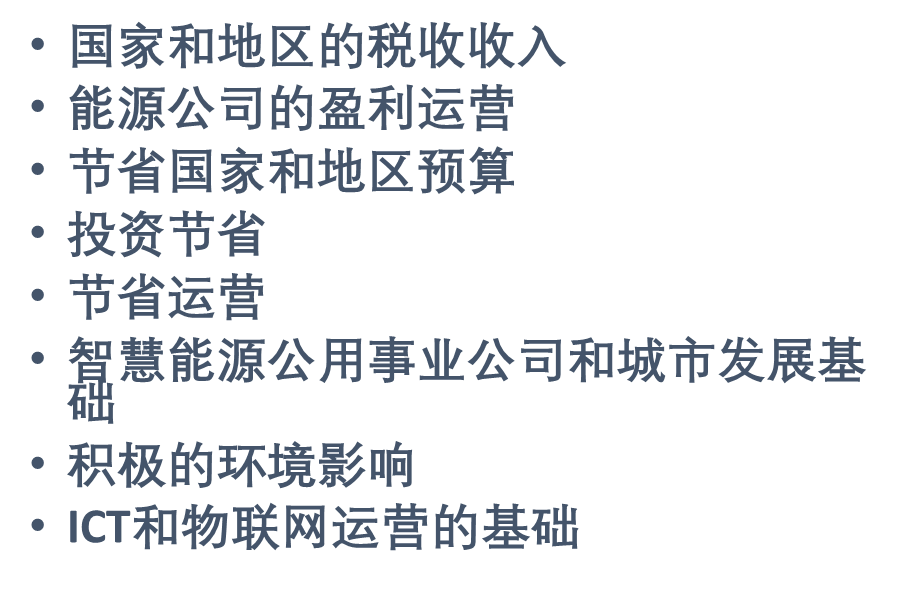 • 国家和地区的税收收入
• 能源公司的盈利运营
• 节省国家和地区预算
• 投资节省
• 节省运营
• 智慧能源公用事业公司和城市发展基
础
• 积极的环境影响
• ICT和物联网运营的基础